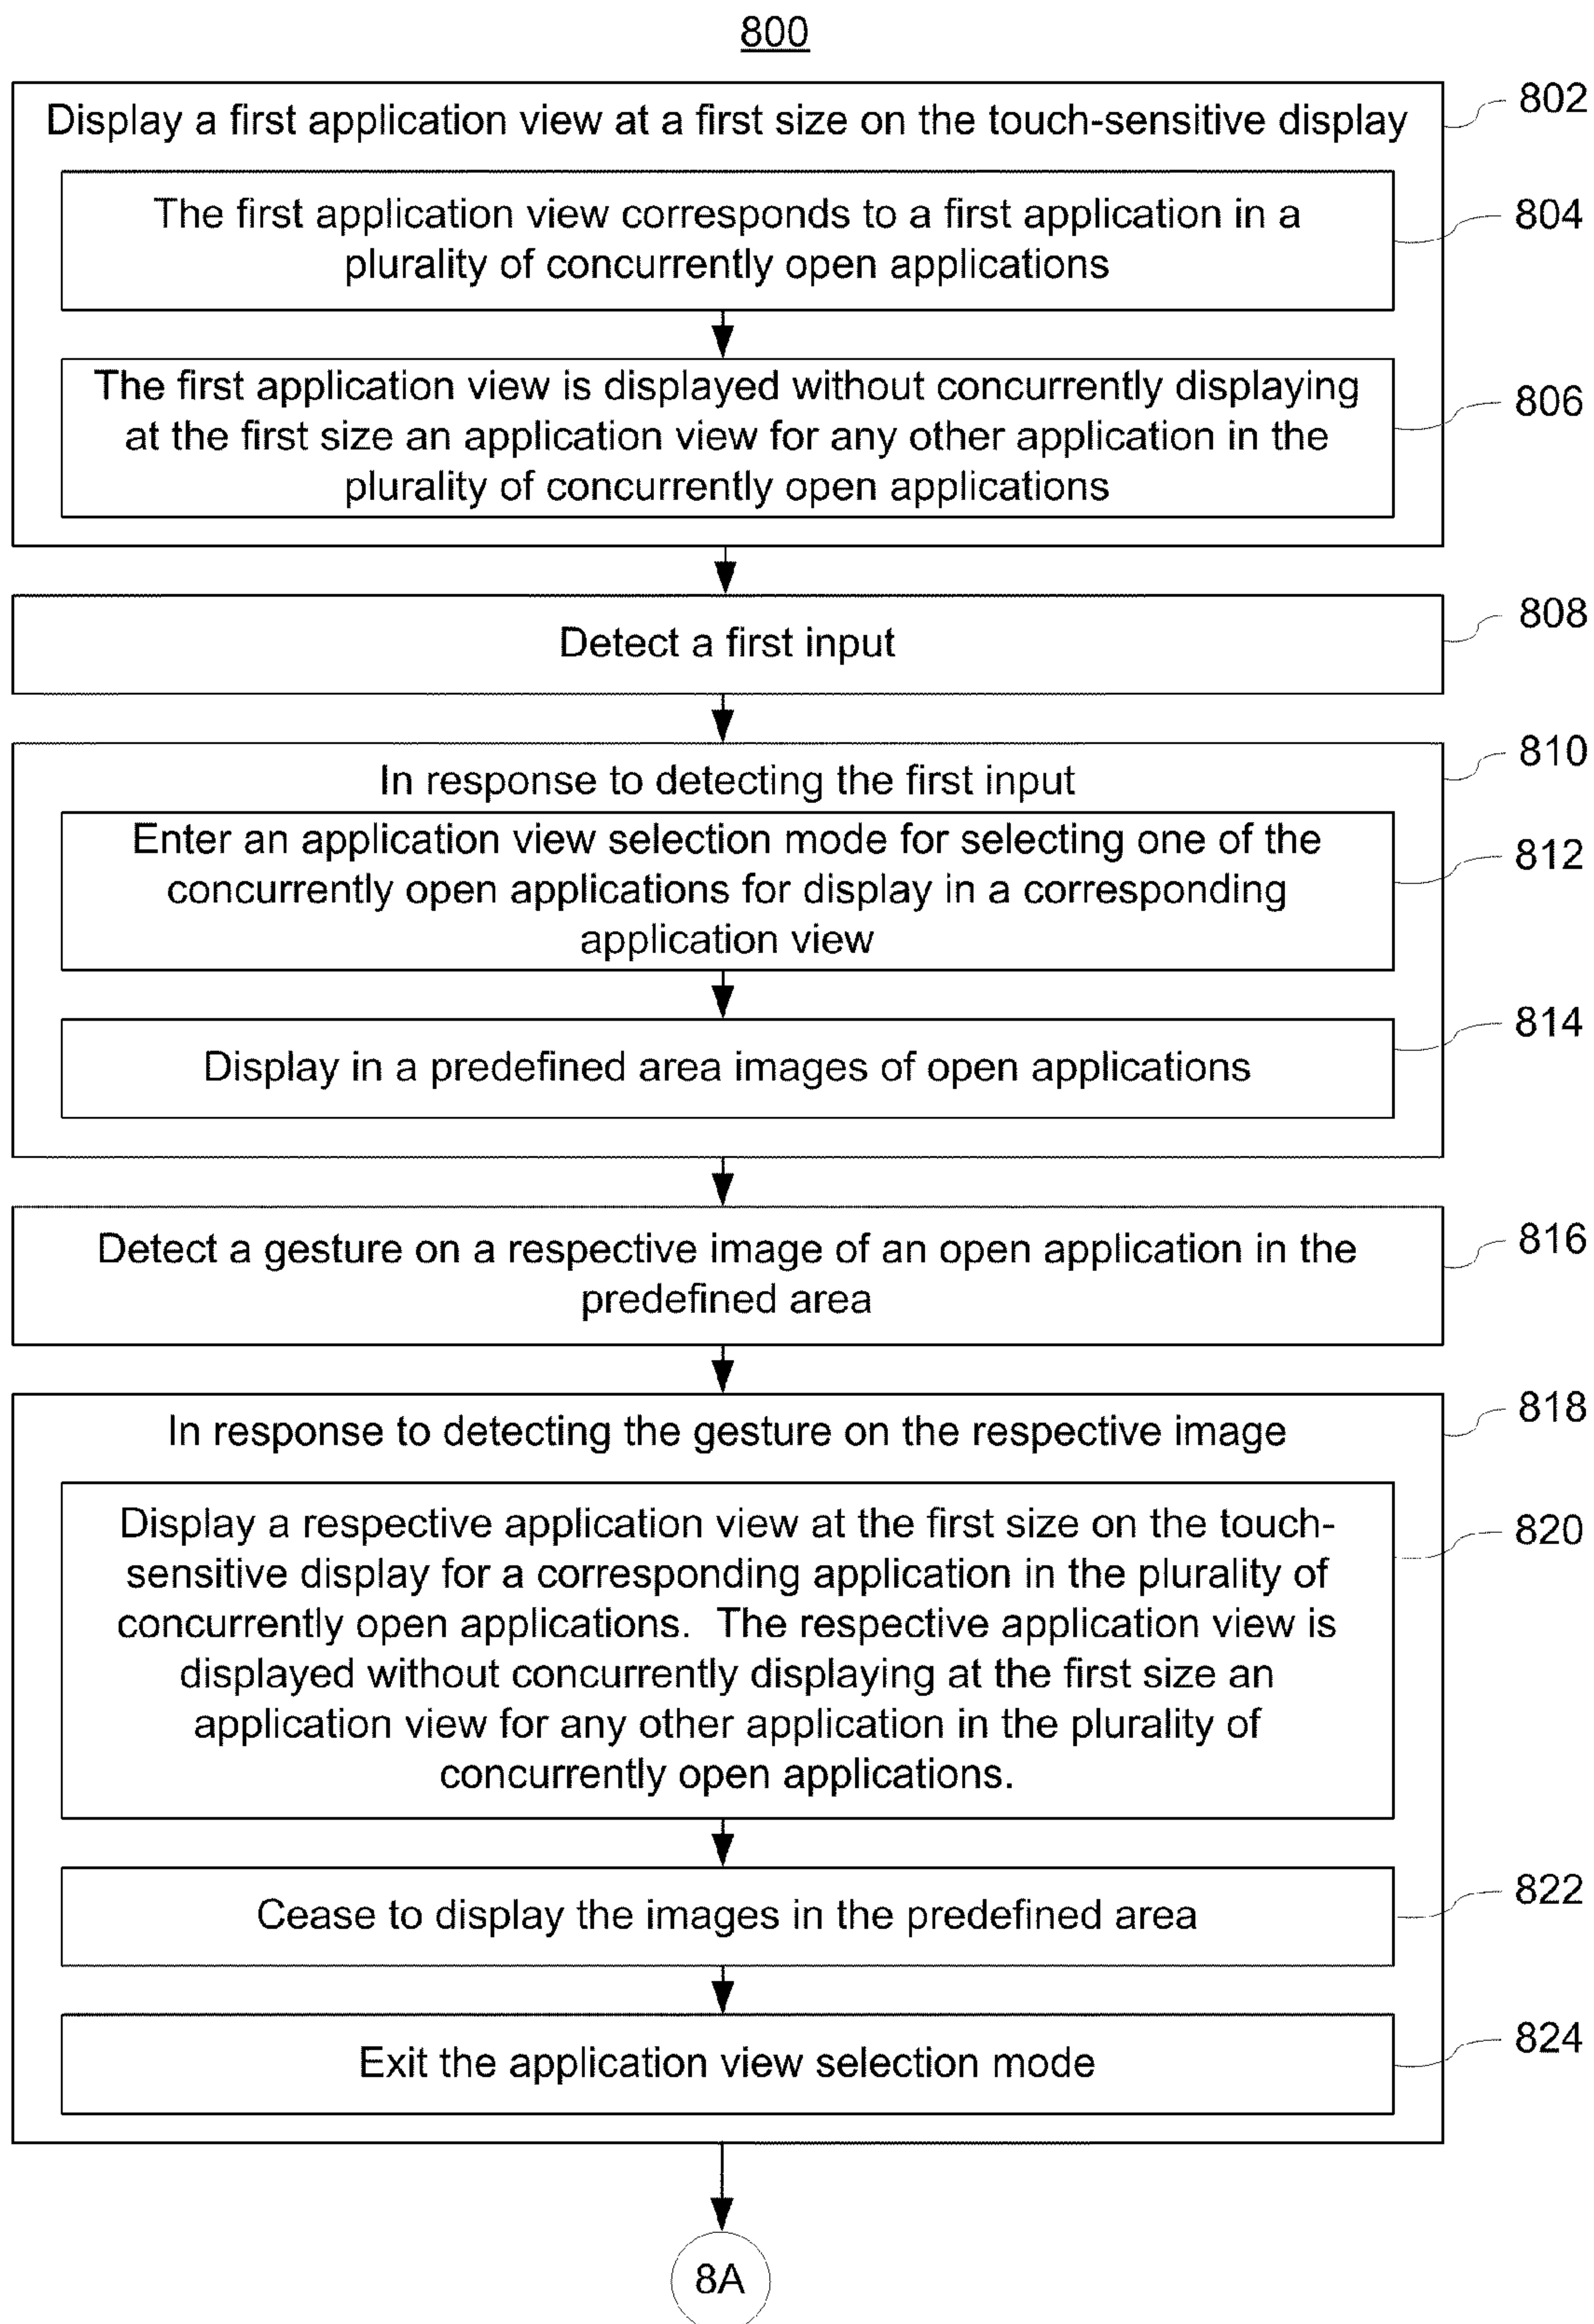 800
Display a first application view at a first size on the touch-sensitive display
802
The first application view corresponds to a first application in a
plurality of concurrently open applications
804
The first application view is displayed without concurrently displaying
at the first size an application view for any other application in the
plurality of concurrently open applications
806
Detect a first input
808
In response to detecting the first input
810
Enter an application view selection mode for selecting one of the
concurrently open applications for display in a corresponding
application view
812
Display in a predefined area images of open applications
814
Detect a gesture on a respective image of an open application in the
predefined area
816
In response to detecting the gesture on the respective image
818
Display a respective application view at the first size on the touch-
sensitive display for a corresponding application in the plurality of
concurrently open applications.  The respective application view is
displayed without concurrently displaying at the first size an
application view for any other application in the plurality of
concurrently open applications.
820
Cease to display the images in the predefined area
822
Exit the application view selection mode
824
8A